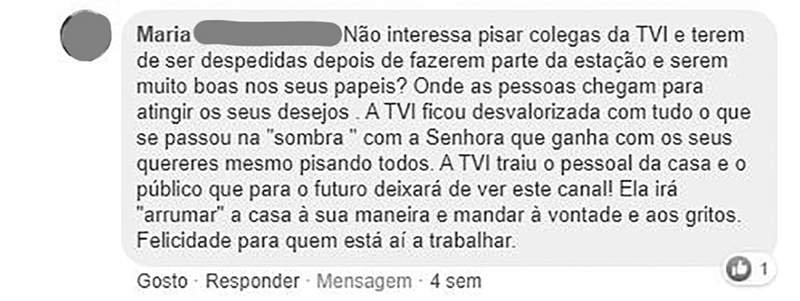 Maria Não interessa pisar colegas da TVI e terem
de ser despedidas depois de fazerem parte da estação e serem
muito boas nos seus papeis? Onde as pessoas chegam para
atingir os seus desejos . A TVI ficou desvalorizada com tudo o que
se passou na "sombra " com a Senhora que ganha com os seus
quereres mesmo pisando todos. A TVI traiu o pessoal da casa e o
público que para o futuro deixará de ver este canal! Ela irá
"arrumar" a casa à sua maneira e mandar à vontade e aos gritos.
Felicidade para quem está aí a trabalhar.
1
Gosto · Responder · Mensagem · 4 sem